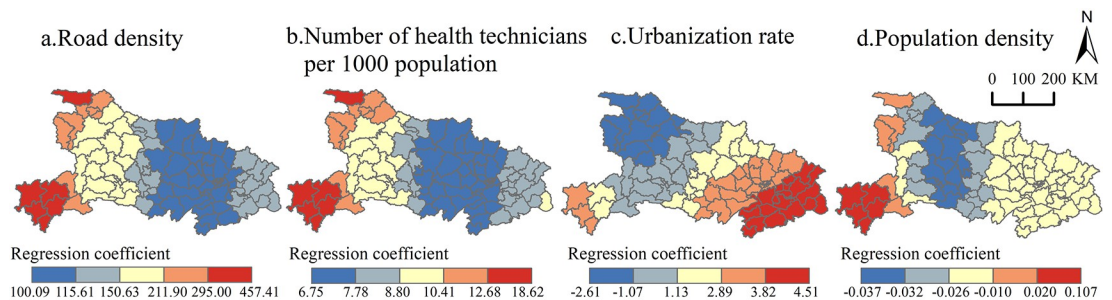 a.Road density
b.Number of health technicians
per 1000 population
c.Urbanization rate
d.Population density
N
0 100 200 KM
Regression coefficient
100.09 115.61 150.63 211.90 295.00 457.41
Regression coefficient
6.75 7.78 8.80 10.41 12.68 18.62
Regression coefficient
-2.61 -1.07 1.13 2.89 3.82 4.51
Regression coefficient
-0.037 -0.032 -0.026 -0.010 0.020 0.107